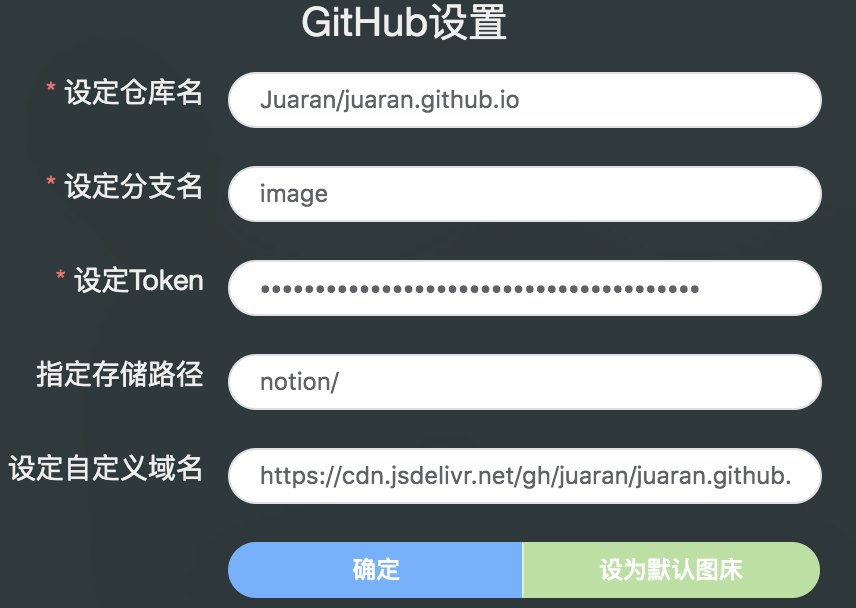 GitHub设置
* 设定仓库名 Juaran/juaran.github.io
* 设定分支名 image
* 设定Token ••••••••••••••••••••••••••••••••••••••••
指定存储路径 notion/
设定自定义域名 https://cdn.jsdelivr.net/gh/juaran/juaran.github.
确定 设为默认图床